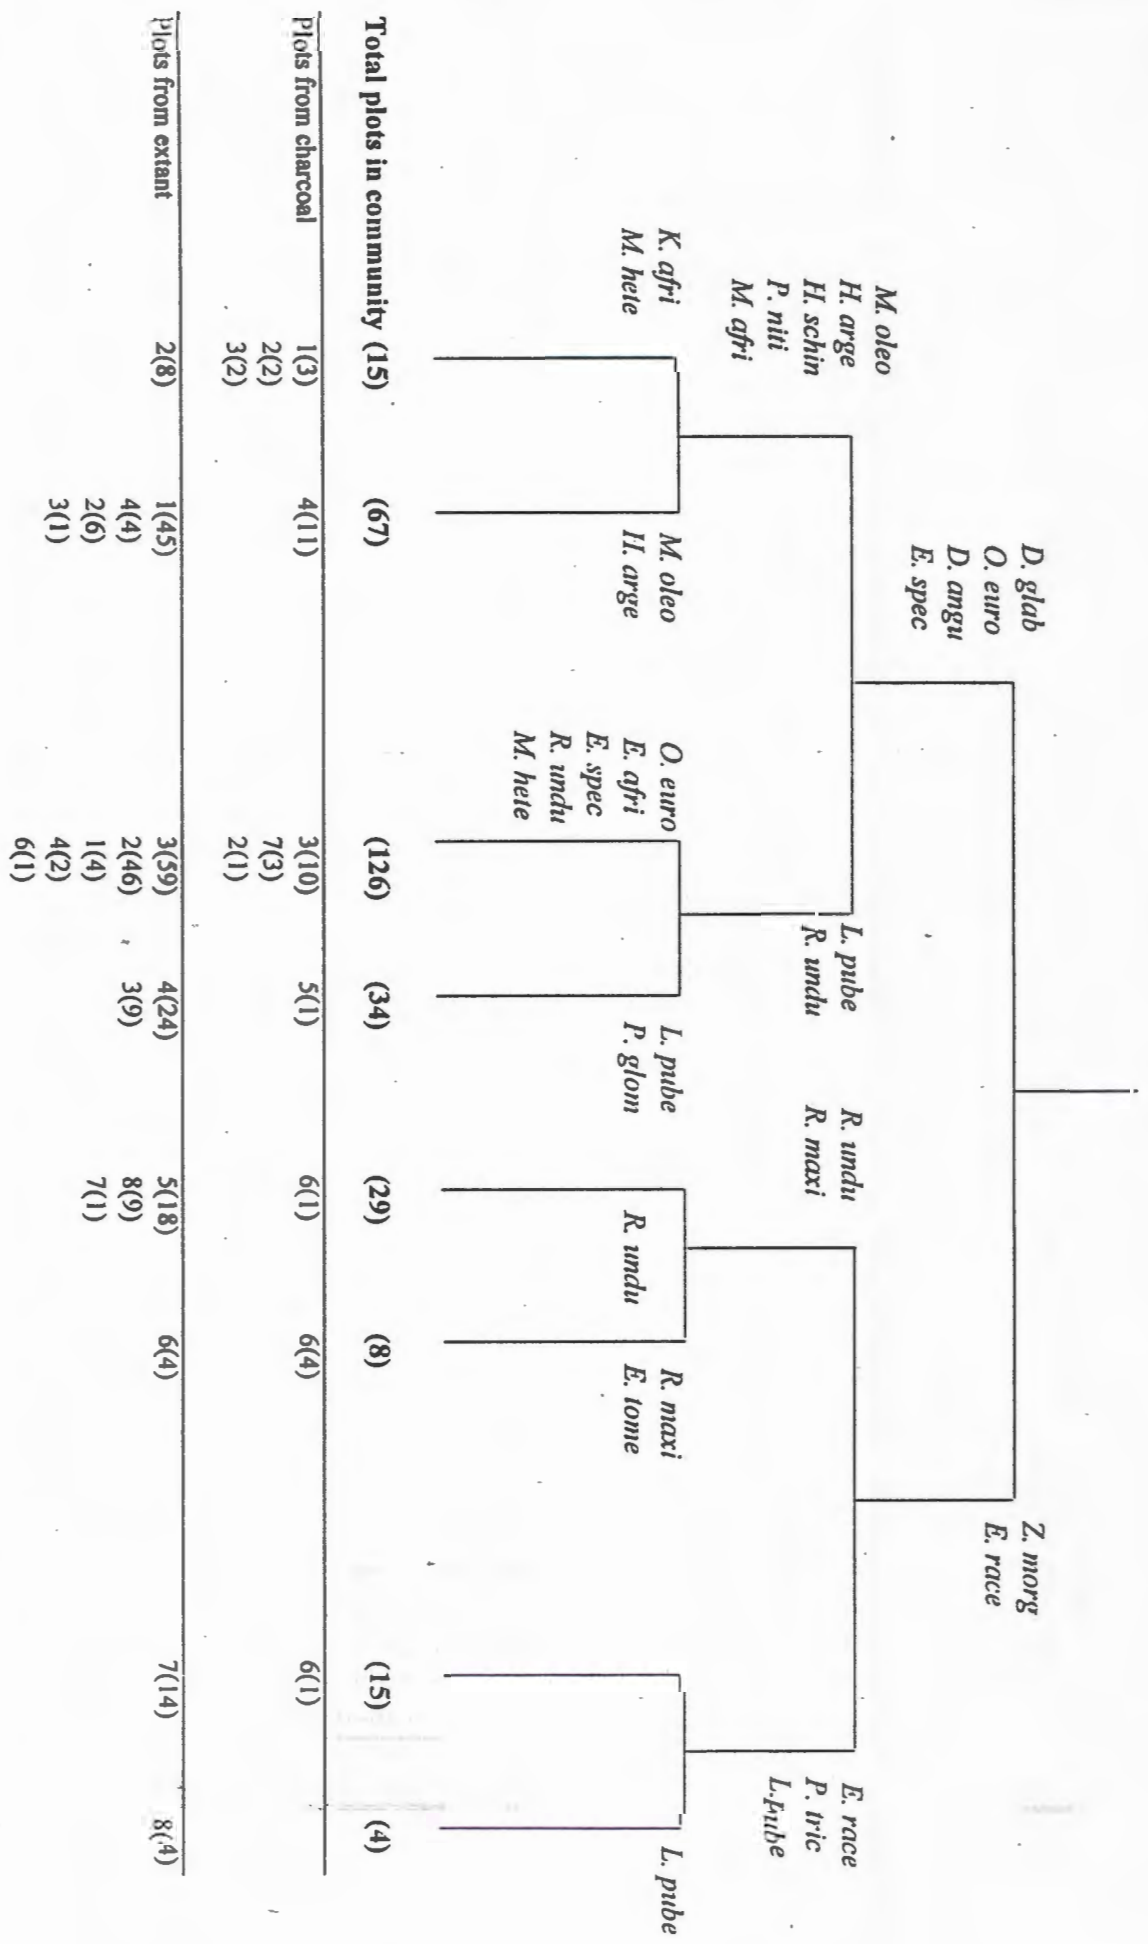 D. glab
O. euro
D. angu
E. spec
Z. morg
E. race
M. oleo
H. arge
H. schin
P. niti
M. afri
L. pube
R. undu
R. undu
R. maxi
E. race
P. tric
L. pube
K. afri
M. hete
M. oleo
H. arge
O. euro
E. afri
E. spec
R. undu
M. hete
L. pube
P. glom
R. undu
R. maxi
E. tome
L. pube
Total plots in community (15) (67) (126) (34) (29) (8) (15) (4)
Plots from charcoal 1(3) 4(11) 3(10) 5(1) 6(1) 6(4) 6(1)
2(2) 7(3)
3(2) 2(1)
Plots from extant 2(8) 1(45) 3(59) 4(24) 5(18) 6(4) 7(14) 8(4)
4(4) 2(46) 3(9) 8(9)
2(6) 1(4) 7(1)
3(1) 4(2)
6(1)